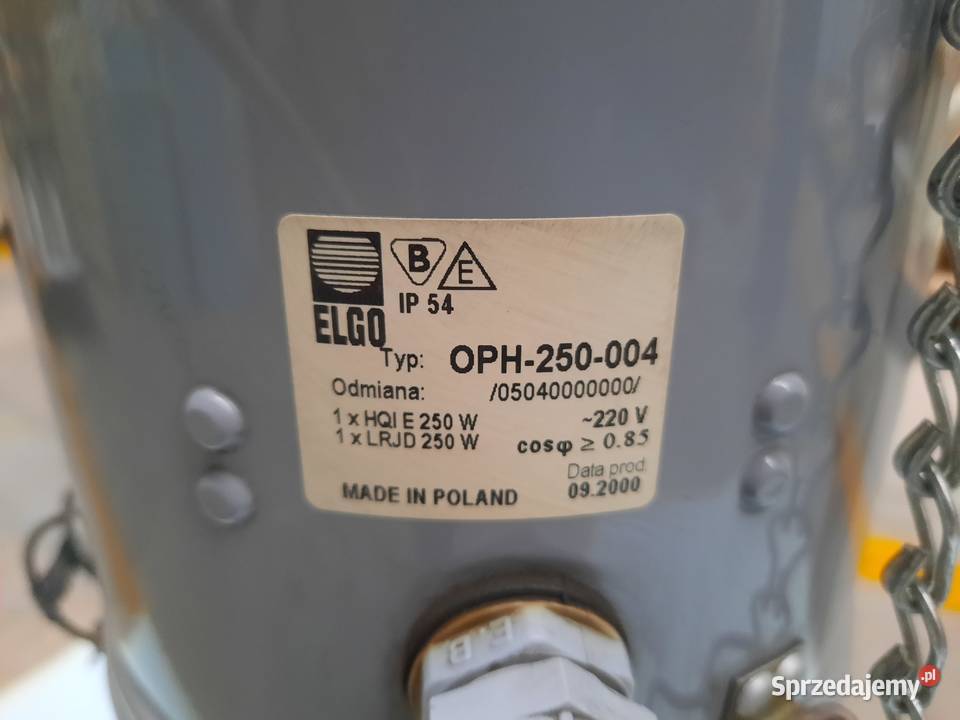 B E
IP 54
ELGO
Typ: OPH-250-004
Odmiana: /05040000000/
1 x HQI E 250 W ~220 V
1 x LRJD 250 W cosφ ≥ 0.85
Data prod.
MADE IN POLAND 09.2000
E.B
Sprzedajemy.pl